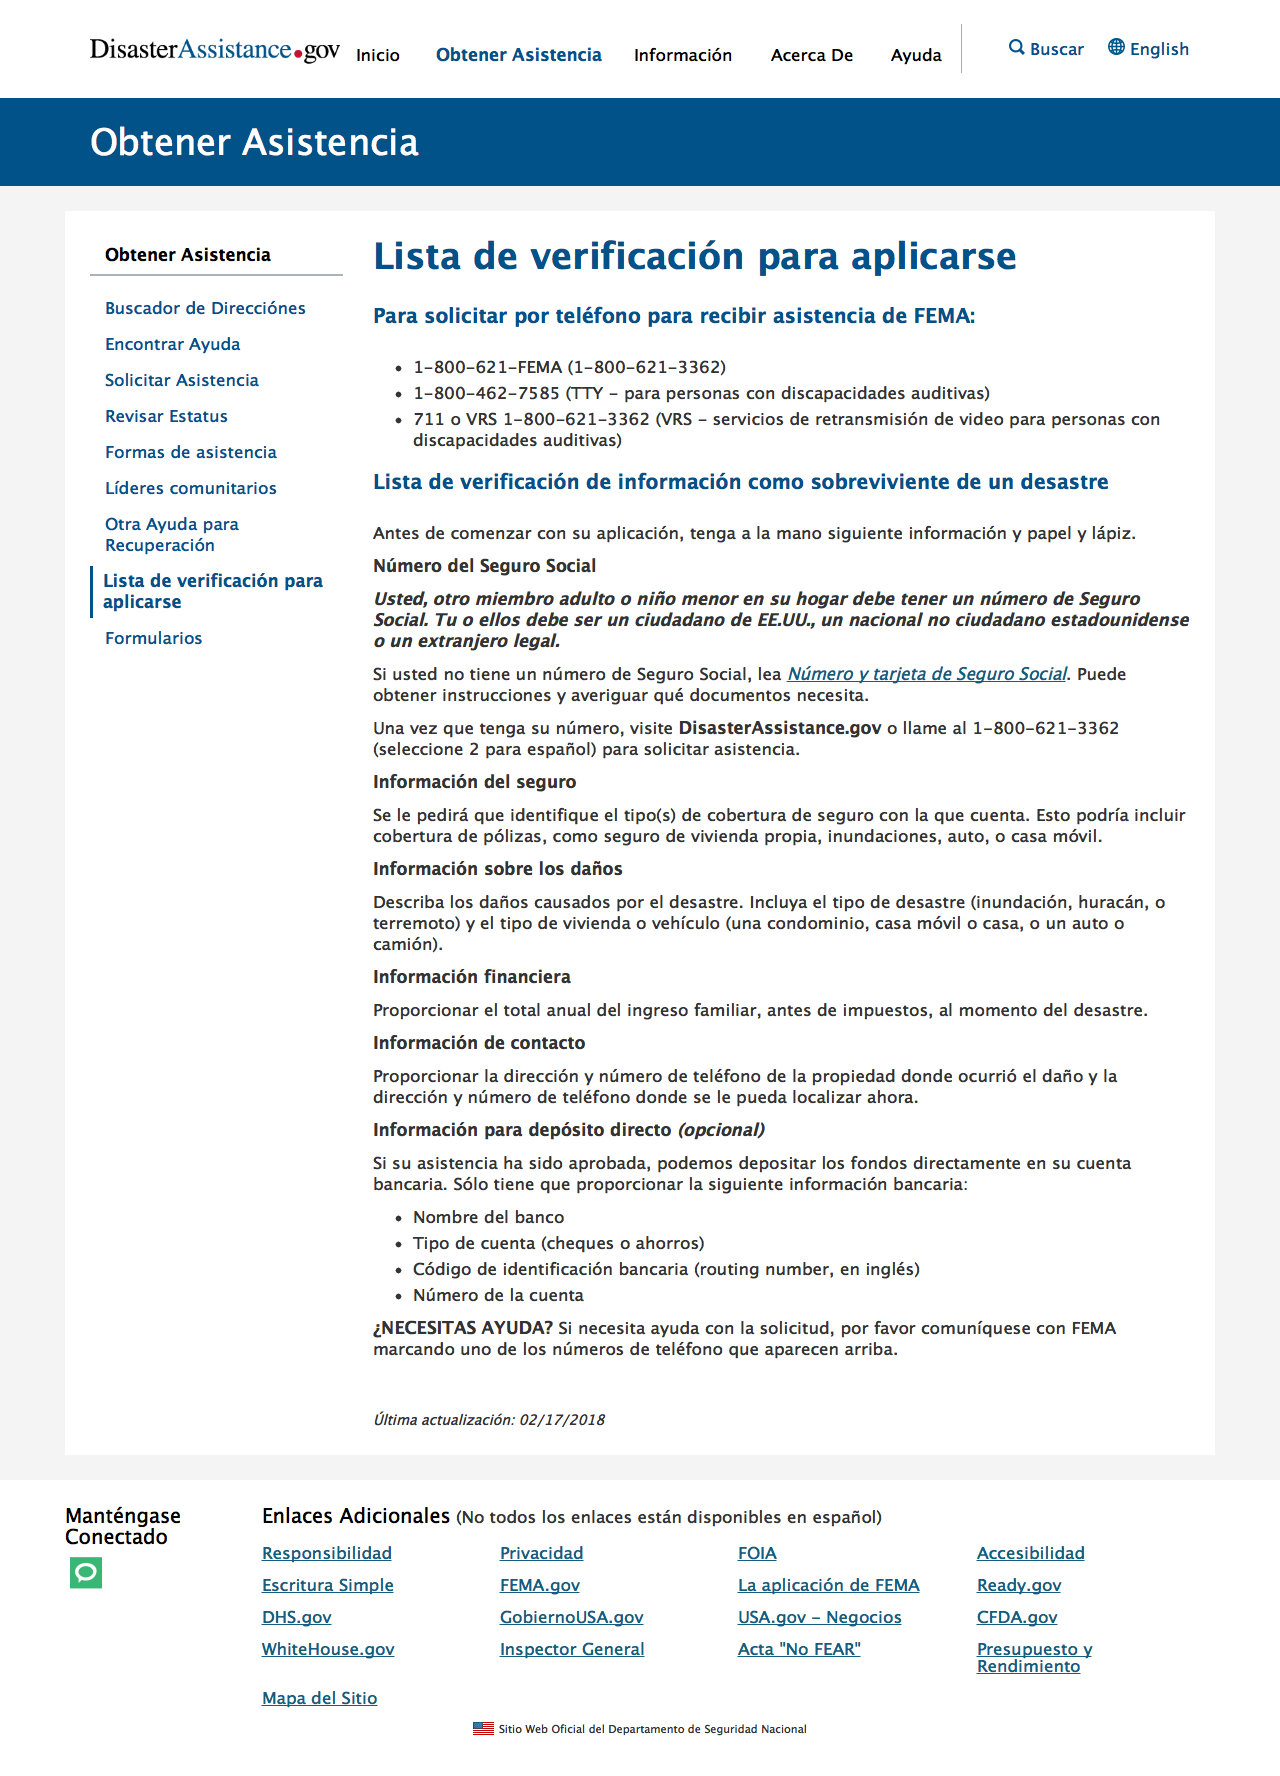 DisasterAssistance.gov
Inicio
Obtener Asistencia
Información
Acerca De
Ayuda
Buscar
English
Obtener Asistencia
Obtener Asistencia
Buscador de Direcciónes
Encontrar Ayuda
Solicitar Asistencia
Revisar Estatus
Formas de asistencia
Líderes comunitarios
Otra Ayuda para
Recuperación
Lista de verificación para
aplicarse
Formularios
Lista de verificación para aplicarse
Para solicitar por teléfono para recibir asistencia de FEMA:
• 1-800-621-FEMA (1-800-621-3362)
• 1-800-462-7585 (TTY - para personas con discapacidades auditivas)
• 711 o VRS 1-800-621-3362 (VRS - servicios de retransmisión de video para personas con
discapacidades auditivas)
Lista de verificación de información como sobreviviente de un desastre
Antes de comenzar con su aplicación, tenga a la mano siguiente información y papel y lápiz.
Número del Seguro Social
Usted, otro miembro adulto o niño menor en su hogar debe tener un número de Seguro
Social. Tu o ellos debe ser un ciudadano de EE.UU., un nacional no ciudadano estadounidense
o un extranjero legal.
Si usted no tiene un número de Seguro Social, lea Número y tarjeta de Seguro Social. Puede
obtener instrucciones y averiguar qué documentos necesita.
Una vez que tenga su número, visite DisasterAssistance.gov o llame al 1-800-621-3362
(seleccione 2 para español) para solicitar asistencia.
Información del seguro
Se le pedirá que identifique el tipo(s) de cobertura de seguro con la que cuenta. Esto podría incluir
cobertura de pólizas, como seguro de vivienda propia, inundaciones, auto, o casa móvil.
Información sobre los daños
Describa los daños causados por el desastre. Incluya el tipo de desastre (inundación, huracán, o
terremoto) y el tipo de vivienda o vehículo (una condominio, casa móvil o casa, o un auto o
camión).
Información financiera
Proporcionar el total anual del ingreso familiar, antes de impuestos, al momento del desastre.
Información de contacto
Proporcionar la dirección y número de teléfono de la propiedad donde ocurrió el daño y la
dirección y número de teléfono donde se le pueda localizar ahora.
Información para depósito directo (opcional)
Si su asistencia ha sido aprobada, podemos depositar los fondos directamente en su cuenta
bancaria. Sólo tiene que proporcionar la siguiente información bancaria:
• Nombre del banco
• Tipo de cuenta (cheques o ahorros)
• Código de identificación bancaria (routing number, en inglés)
• Número de la cuenta
¿NECESITAS AYUDA? Si necesita ayuda con la solicitud, por favor comuníquese con FEMA
marcando uno de los números de teléfono que aparecen arriba.
Última actualización: 02/17/2018
Manténgase
Conectado
Enlaces Adicionales (No todos los enlaces están disponibles en español)
Responsibilidad
Privacidad
FOIA
Accesibilidad
Escritura Simple
FEMA.gov
La aplicación de FEMA
Ready.gov
DHS.gov
GobiernoUSA.gov
USA.gov - Negocios
CFDA.gov
WhiteHouse.gov
Inspector General
Acta "No FEAR"
Presupuesto y
Rendimiento
Mapa del Sitio
Sitio Web Oficial del Departamento de Seguridad Nacional